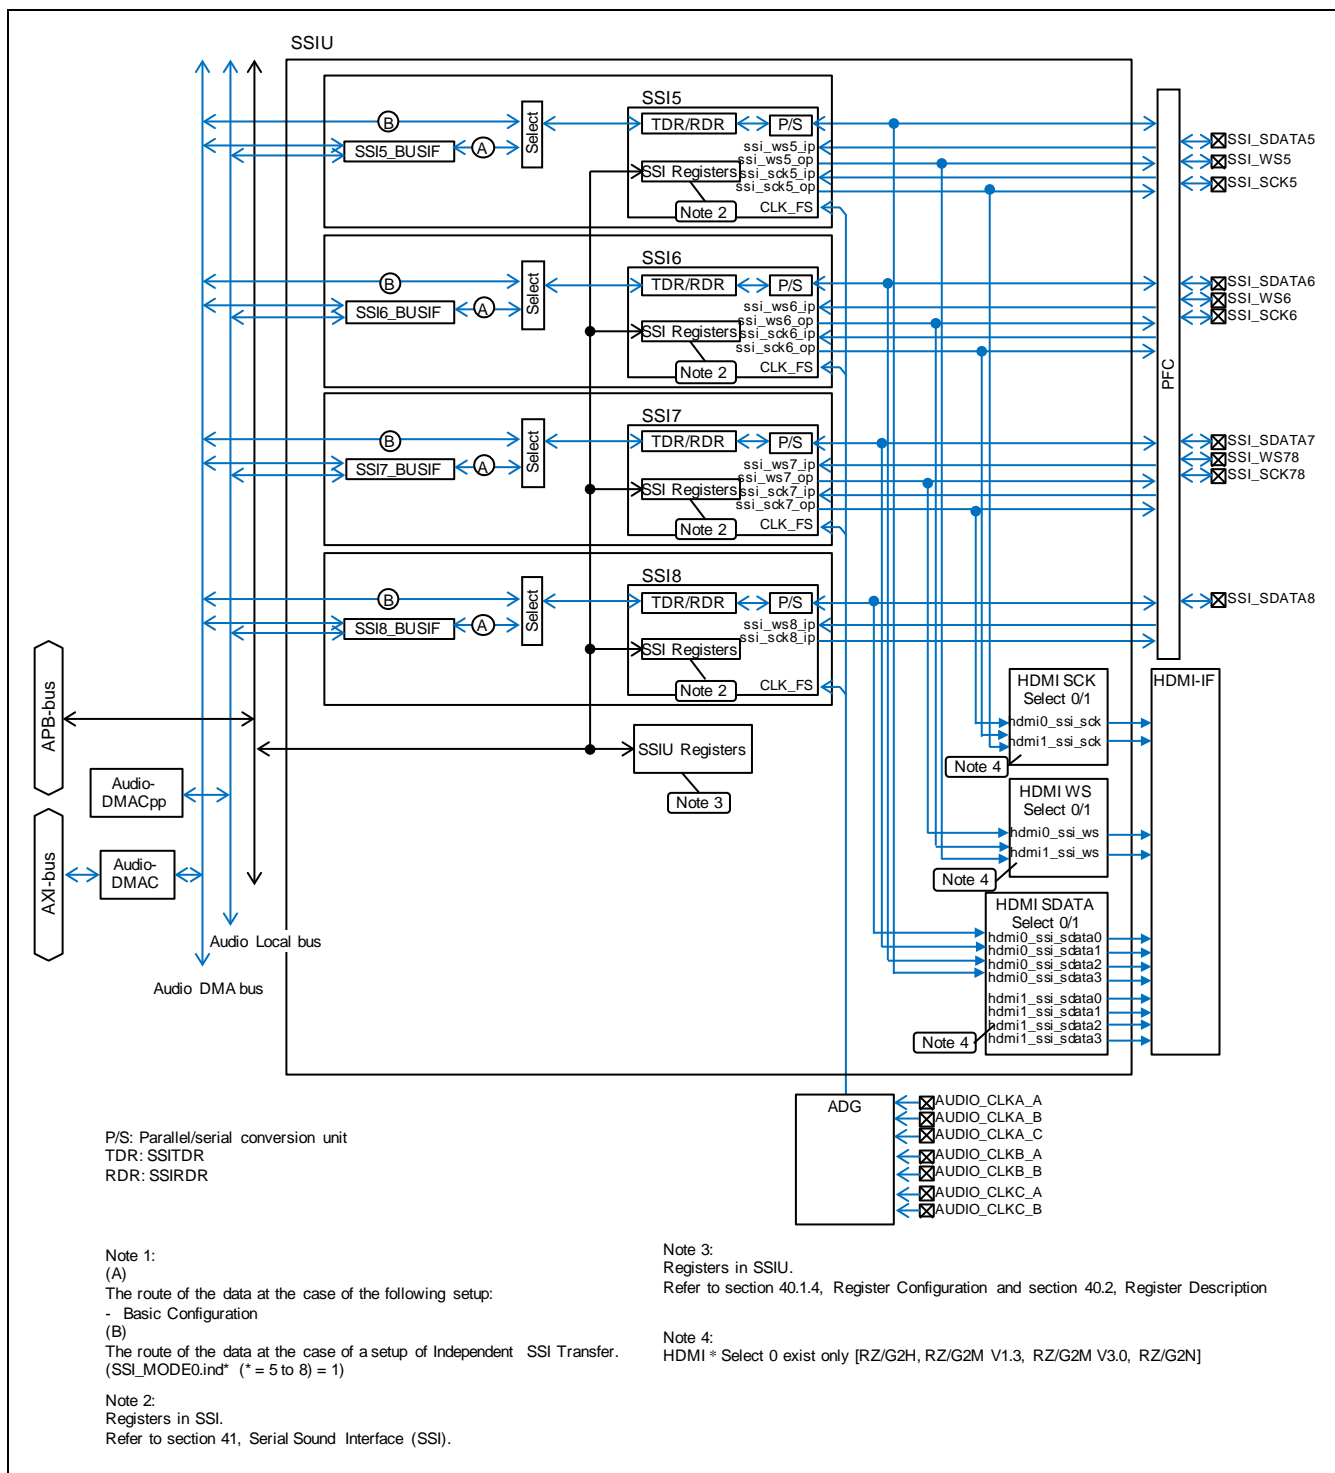 SSIU
SSI5
B
Select
TDR/RDR
P/S
SSI5_BUSIF
A
ssi_ws5_ip
ssi_ws5_op
SSI Registers
ssi_sck5_ip
ssi_sck5_op
Note 2
CLK_FS
SSI_SDATA5
SSI_WS5
SSI_SCK5
SSI6
B
Select
TDR/RDR
P/S
SSI6_BUSIF
A
ssi_ws6_ip
ssi_ws6_op
SSI Registers
ssi_sck6_ip
ssi_sck6_op
Note 2
CLK_FS
SSI_SDATA6
SSI_WS6
SSI_SCK6
PFC
SSI7
B
Select
TDR/RDR
P/S
SSI7_BUSIF
A
ssi_ws7_ip
ssi_ws7_op
SSI Registers
ssi_sck7_ip
ssi_sck7_op
Note 2
CLK_FS
SSI_SDATA7
SSI_WS78
SSI_SCK78
SSI8
B
Select
TDR/RDR
P/S
SSI8_BUSIF
A
ssi_ws8_ip
ssi_sck8_ip
SSI Registers
Note 2
CLK_FS
SSI_SDATA8
APB-bus
AXI-bus
Audio-
DMACpp
Audio-
DMAC
Audio Local bus
Audio DMA bus
SSIU Registers
Note 3
HDMI SCK
Select 0/1
hdmi0_ssi_sck
hdmi1_ssi_sck
Note 4
HDMI-IF
HDMI WS
Select 0/1
hdmi0_ssi_ws
hdmi1_ssi_ws
Note 4
HDMI SDATA
Select 0/1
hdmi0_ssi_sdata0
hdmi0_ssi_sdata1
hdmi0_ssi_sdata2
hdmi0_ssi_sdata3
hdmi1_ssi_sdata0
hdmi1_ssi_sdata1
hdmi1_ssi_sdata2
hdmi1_ssi_sdata3
Note 4
ADG
AUDIO_CLKA_A
AUDIO_CLKA_B
AUDIO_CLKA_C
AUDIO_CLKB_A
AUDIO_CLKB_B
AUDIO_CLKC_A
AUDIO_CLKC_B
P/S: Parallel/serial conversion unit
TDR: SSITDR
RDR: SSIRDR
Note 1:
(A)
The route of the data at the case of the following setup:
- Basic Configuration
(B)
The route of the data at the case of a setup of Independent SSI Transfer.
(SSI_MODE0.ind* (* = 5 to 8) = 1)
Note 2:
Registers in SSI.
Refer to section 41, Serial Sound Interface (SSI).
Note 3:
Registers in SSIU.
Refer to section 40.1.4, Register Configuration and section 40.2, Register Description
Note 4:
HDMI * Select 0 exist only [RZ/G2H, RZ/G2M V1.3, RZ/G2M V3.0, RZ/G2N]